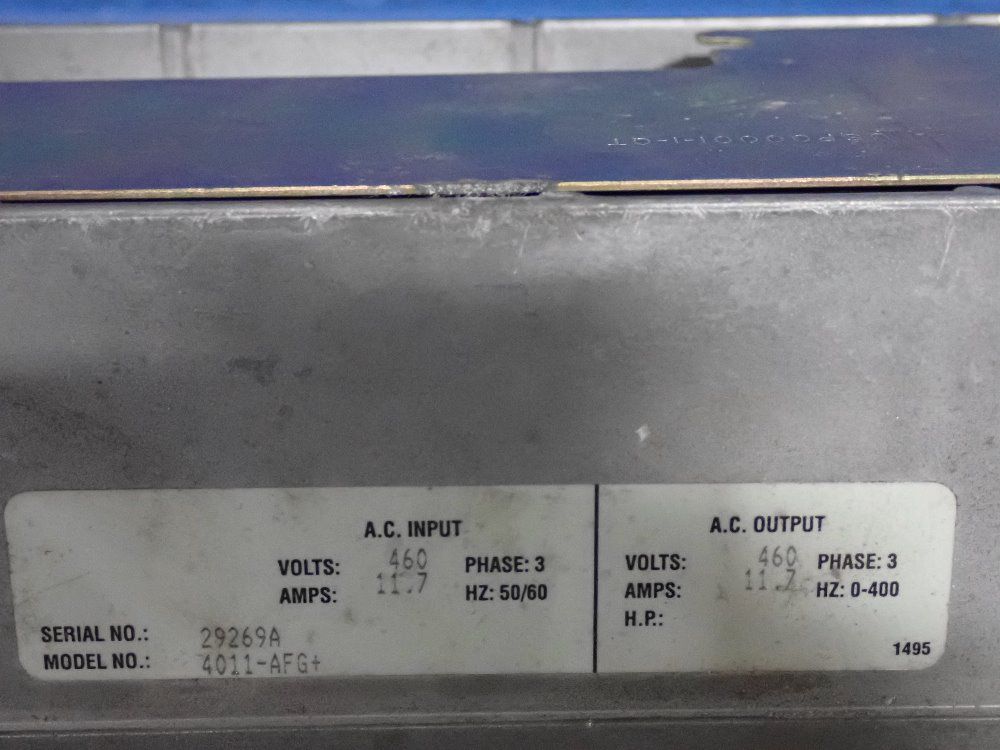 A.C. INPUT
VOLTS: 460 PHASE: 3
AMPS: 11.7 HZ: 50/60
SERIAL NO.: 29269A
MODEL NO.: 4011-AFG+
A.C. OUTPUT
VOLTS: 460 PHASE: 3
AMPS: 11.7 HZ: 0-400
H.P.:
1495